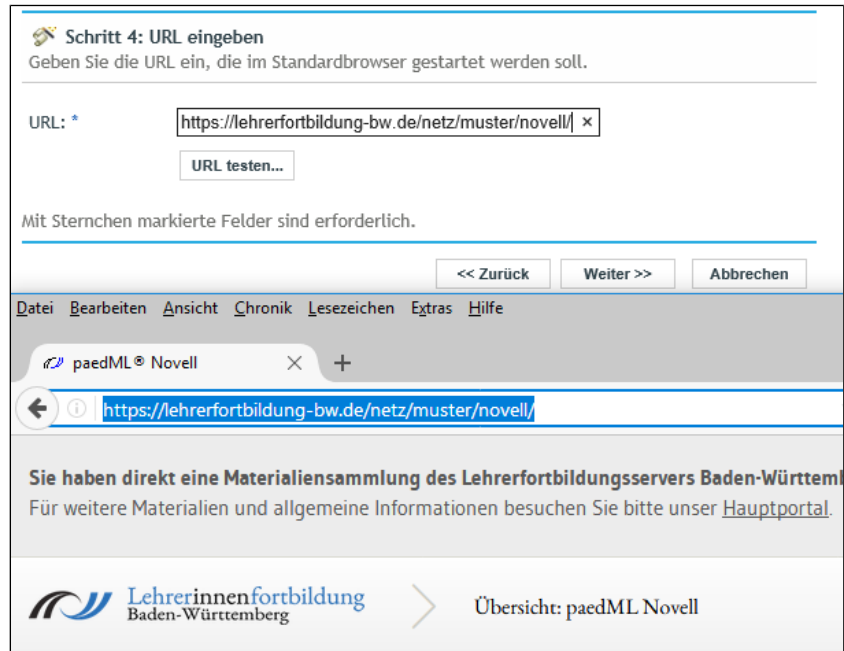 Schritt 4: URL eingeben
Geben Sie die URL ein, die im Standardbrowser gestartet werden soll.
URL: * https://lehrerfortbildung-bw.de/netz/muster/novell/ ×
URL testen...
Mit Sternchen markierte Felder sind erforderlich.
<< Zurück Weiter >> Abbrechen
Datei Bearbeiten Ansicht Chronik Lesezeichen Extras Hilfe
paedML® Novell
https://lehrerfortbildung-bw.de/netz/muster/novell/
Sie haben direkt eine Materialiensammlung des Lehrerfortbildungsservers Baden-Württeml
Für weitere Materialien und allgemeine Informationen besuchen Sie bitte unser Hauptportal.
Lehrerinnenfortbildung
Baden-Württemberg
Übersicht: paedML Novell